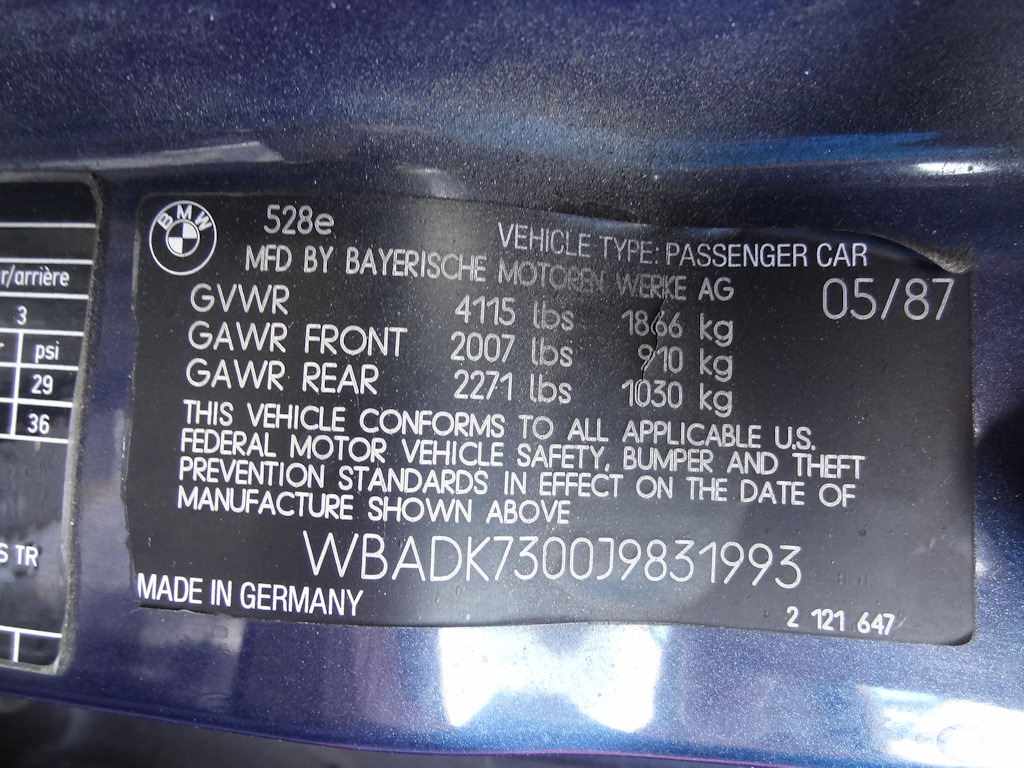 r/arrière
3
r psi
29
36
S TR
BMW
528e
VEHICLE TYPE: PASSENGER CAR
MFD BY BAYERISCHE MOTOREN WERKE AG
05/87
GVWR 4115 lbs 1866 kg
GAWR FRONT 2007 lbs 910 kg
GAWR REAR 2271 lbs 1030 kg
THIS VEHICLE CONFORMS TO ALL APPLICABLE U.S.
FEDERAL MOTOR VEHICLE SAFETY, BUMPER AND THEFT
PREVENTION STANDARDS IN EFFECT ON THE DATE OF
MANUFACTURE SHOWN ABOVE
WBADK7300J9831993
MADE IN GERMANY
2 121 647